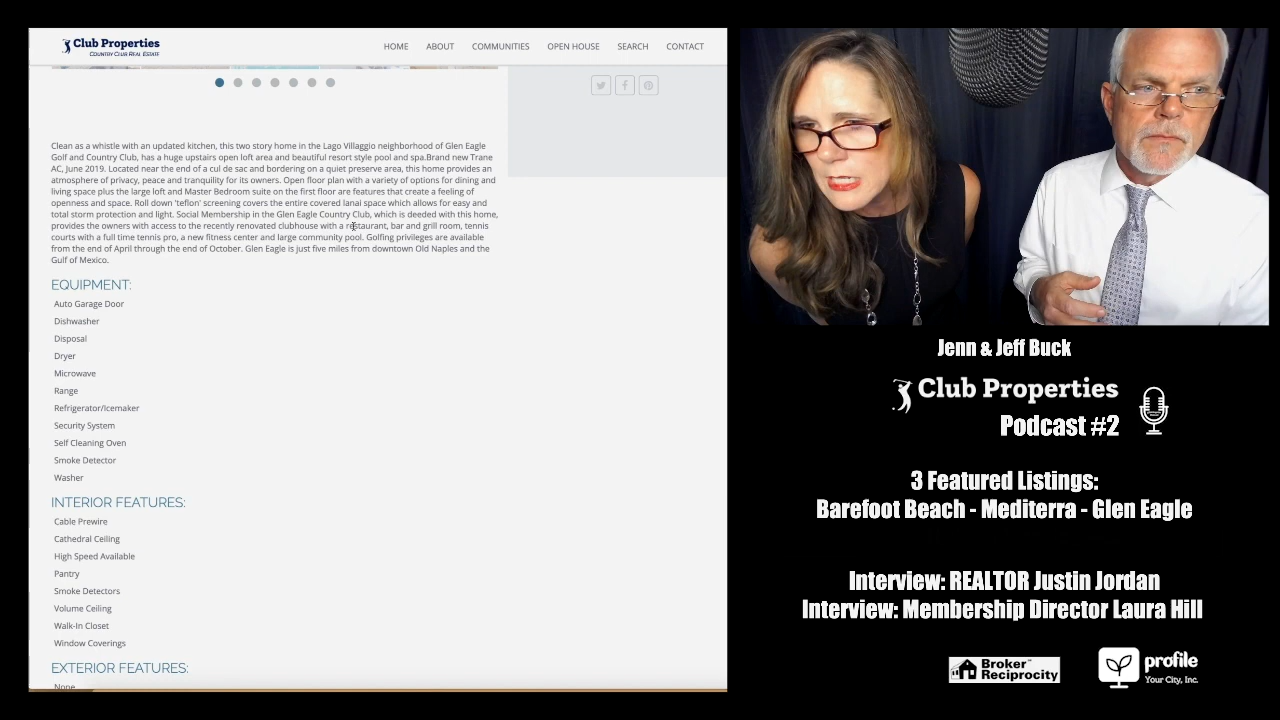 Club Properties
COUNTRY CLUB REAL ESTATE
HOME ABOUT COMMUNITIES OPEN HOUSE SEARCH CONTACT
Clean as a whistle with an updated kitchen, this two story home in the Lago Villaggio neighborhood of Glen Eagle
Golf and Country Club, has a huge upstairs open loft area and beautiful resort style pool and spa.Brand new Trane
AC, June 2019. Located near the end of a cul de sac and bordering on a quiet preserve area, this home provides an
atmosphere of privacy, peace and tranquility for its owners. Open floor plan with a variety of options for dining and
living space plus the large loft and Master Bedroom suite on the first floor are features that create a feeling of
openness and space. Roll down 'teflon' screening covers the entire covered lanai space which allows for easy and
total storm protection and light. Social Membership in the Glen Eagle Country Club, which is deeded with this home,
provides the owners with access to the recently renovated clubhouse with a restaurant, bar and grill room, tennis
courts with a full time tennis pro, a new fitness center and large community pool. Golfing privileges are available
from the end of April through the end of October. Glen Eagle is just five miles from downtown Old Naples and the
Gulf of Mexico.
EQUIPMENT:
Auto Garage Door
Dishwasher
Disposal
Dryer
Microwave
Range
Refrigerator/Icemaker
Security System
Self Cleaning Oven
Smoke Detector
Washer
INTERIOR FEATURES:
Cable Prewire
Cathedral Ceiling
High Speed Available
Pantry
Smoke Detectors
Volume Ceiling
Walk-In Closet
Window Coverings
EXTERIOR FEATURES:
None
Jenn & Jeff Buck
Club Properties
Podcast #2
3 Featured Listings:
Barefoot Beach - Mediterra - Glen Eagle
Interview: REALTOR Justin Jordan
Interview: Membership Director Laura Hill
Broker™
Reciprocity
profile
Your City, Inc.